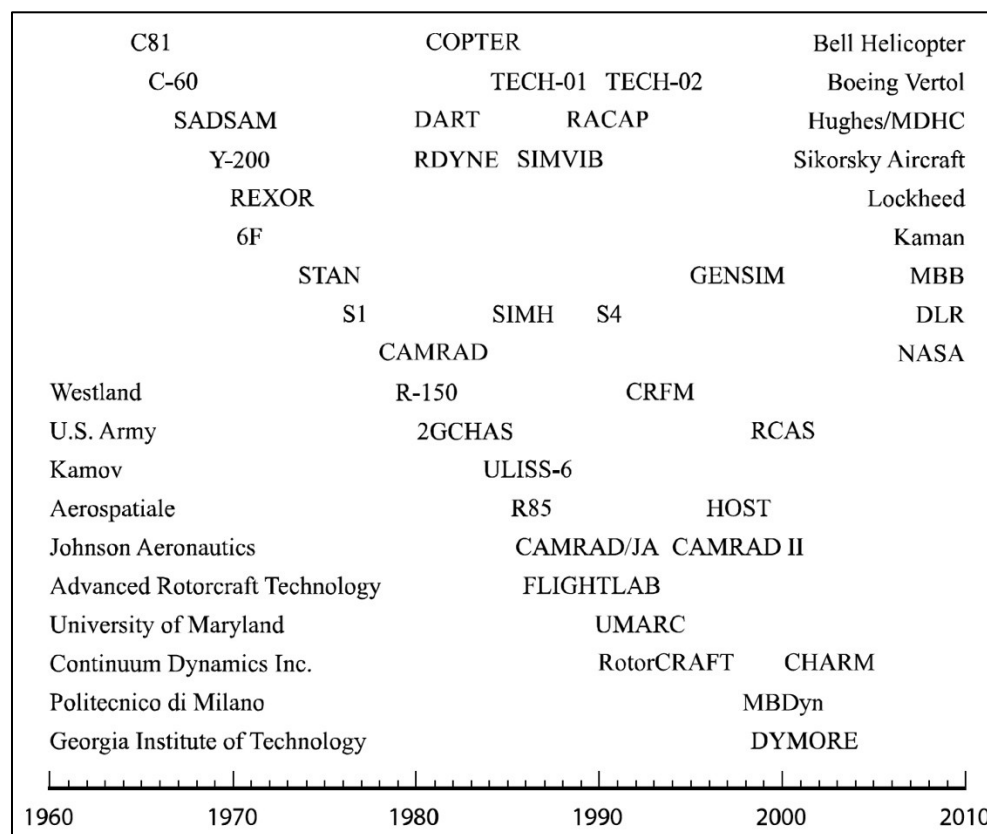 C81 COPTER Bell Helicopter
C-60 TECH-01 TECH-02 Boeing Vertol
SADSAM DART RACAP Hughes/MDHC
Y-200 RDYNE SIMVIB Sikorsky Aircraft
REXOR Lockheed
6F Kaman
STAN GENSIM MBB
S1 SIMH S4 DLR
CAMRAD NASA
Westland R-150 CRFM
U.S. Army 2GCHAS RCAS
Kamov ULISS-6
Aerospatiale R85 HOST
Johnson Aeronautics CAMRAD/JA CAMRAD II
Advanced Rotorcraft Technology FLIGHTLAB
University of Maryland UMARC
Continuum Dynamics Inc. RotorCRAFT CHARM
Politecnico di Milano MBDyn
Georgia Institute of Technology DYMORE
1960 1970 1980 1990 2000 2010